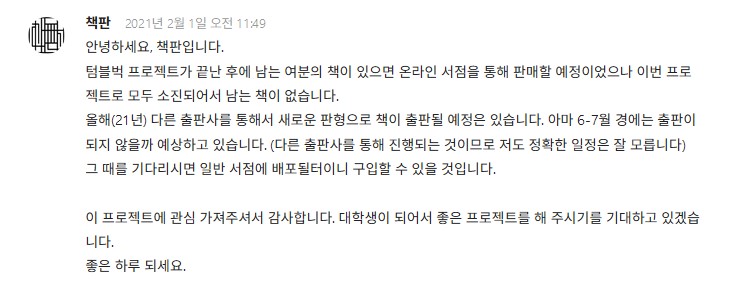 책판 2021년 2월 1일 오전 11:49
안녕하세요, 책판입니다.
텀블벅 프로젝트가 끝난 후에 남는 여분의 책이 있으면 온라인 서점을 통해 판매할 예정이었으나 이번 프로
젝트로 모두 소진되어서 남는 책이 없습니다.
올해(21년) 다른 출판사를 통해서 새로운 판형으로 책이 출판될 예정은 있습니다. 아마 6-7월 경에는 출판이
되지 않을까 예상하고 있습니다. (다른 출판사를 통해 진행되는 것이므로 저도 정확한 일정은 잘 모릅니다)
그 때를 기다리시면 일반 서점에 배포될터이니 구입할 수 있을 것입니다.
이 프로젝트에 관심 가져주셔서 감사합니다. 대학생이 되어서 좋은 프로젝트를 해 주시기를 기대하고 있겠습
니다.
좋은 하루 되세요.